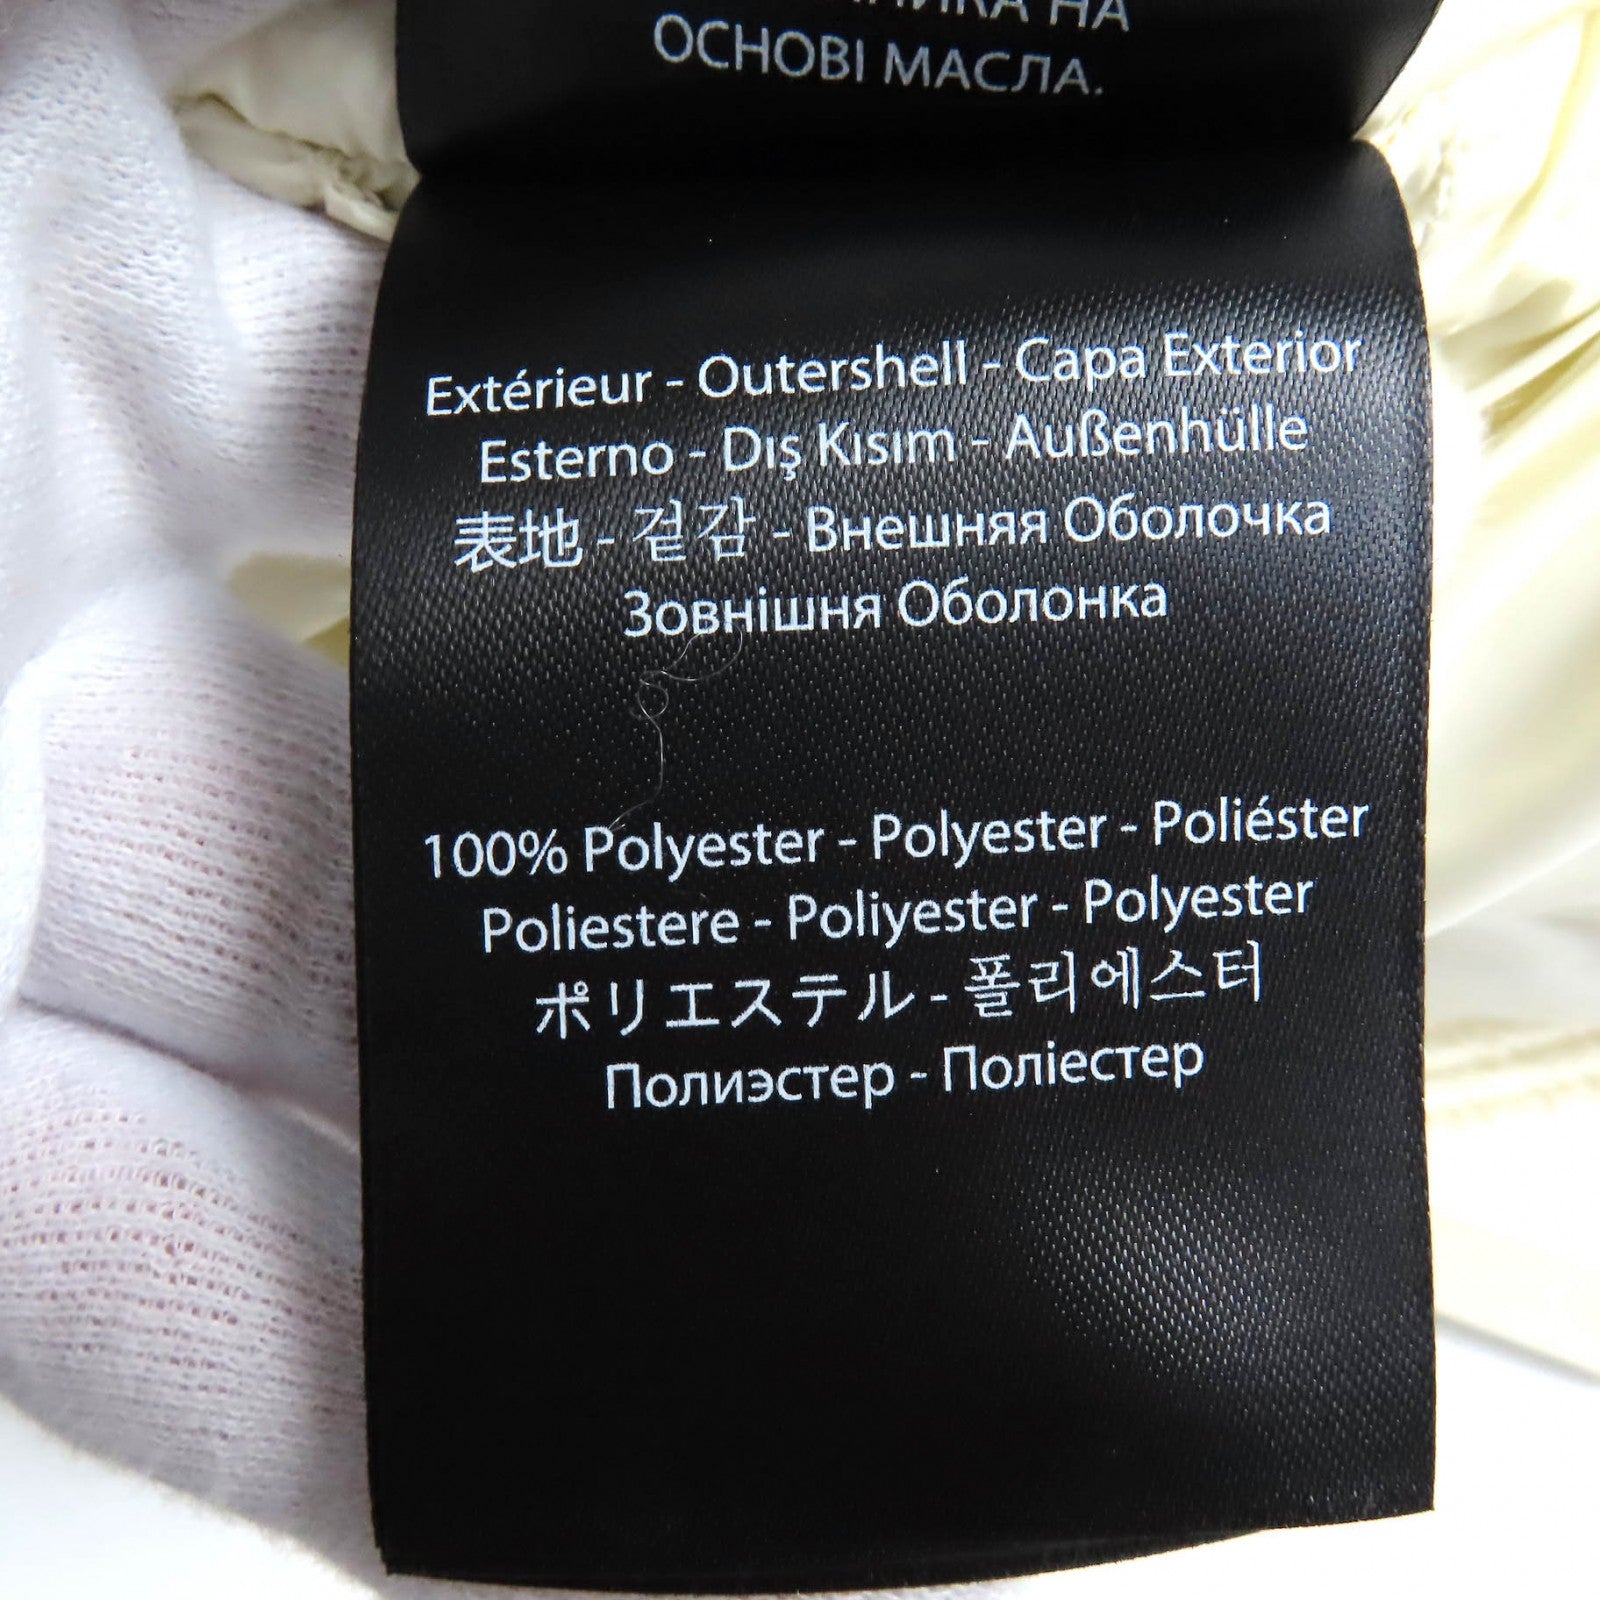 НА
ОСНОВІ МАСЛА.
Extérieur - Outershell - Capa Exterior
Esterno - Dış Kısım - Außenhülle
表地 - 겉감 - Внешняя Оболочка
Зовнішня Оболонка
100% Polyester - Polyester - Poliéster
Poliestere - Poliyester - Polyester
ポリエステル - 폴리에스터
Полиэстер - Поліестер